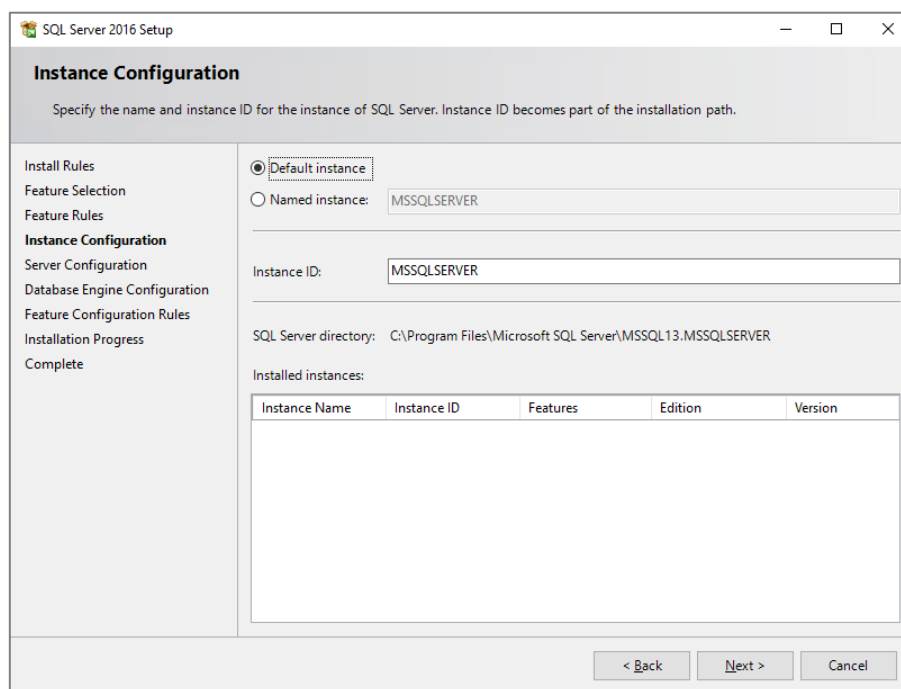 SQL Server 2016 Setup
Instance Configuration
Specify the name and instance ID for the instance of SQL Server. Instance ID becomes part of the installation path.
Install Rules
Feature Selection
Feature Rules
Instance Configuration
Server Configuration
Database Engine Configuration
Feature Configuration Rules
Installation Progress
Complete
Default instance
Named instance: MSSQLSERVER
Instance ID: MSSQLSERVER
SQL Server directory: C:\Program Files\Microsoft SQL Server\MSSQL13.MSSQLSERVER
Installed instances:
Instance Name Instance ID Features Edition Version
< Back Next > Cancel